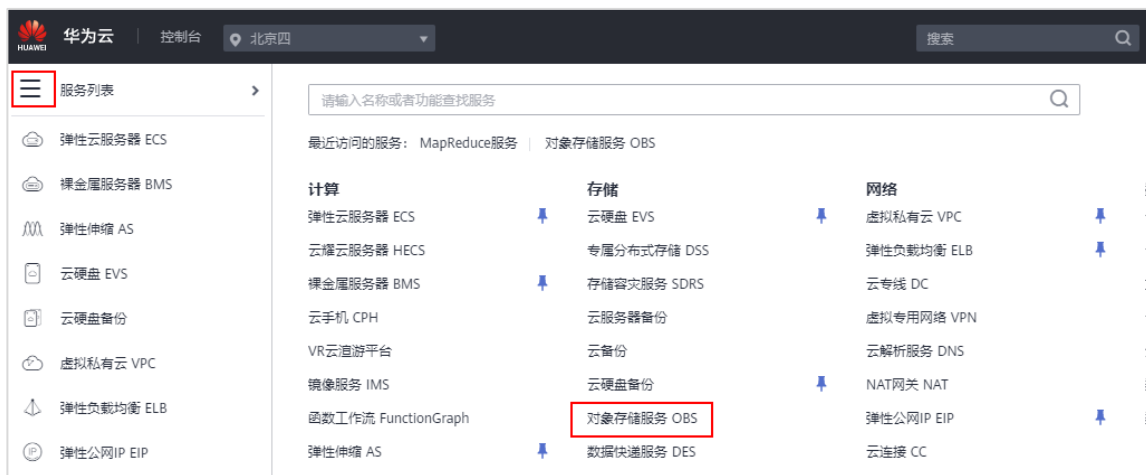 HUAWEI
华为云
控制台
北京四
搜索
服务列表
弹性云服务器 ECS
裸金属服务器 BMS
弹性伸缩 AS
云硬盘 EVS
云硬盘备份
虚拟私有云 VPC
弹性负载均衡 ELB
弹性公网IP EIP
请输入名称或者功能查找服务
最近访问的服务： MapReduce服务 对象存储服务 OBS
计算
弹性云服务器 ECS
云耀云服务器 HECS
裸金属服务器 BMS
云手机 CPH
VR云渲游平台
镜像服务 IMS
函数工作流 FunctionGraph
弹性伸缩 AS
存储
云硬盘 EVS
专属分布式存储 DSS
存储容灾服务 SDRS
云服务器备份
云备份
云硬盘备份
对象存储服务 OBS
数据快递服务 DES
网络
虚拟私有云 VPC
弹性负载均衡 ELB
云专线 DC
虚拟专用网络 VPN
云解析服务 DNS
NAT网关 NAT
弹性公网IP EIP
云连接 CC